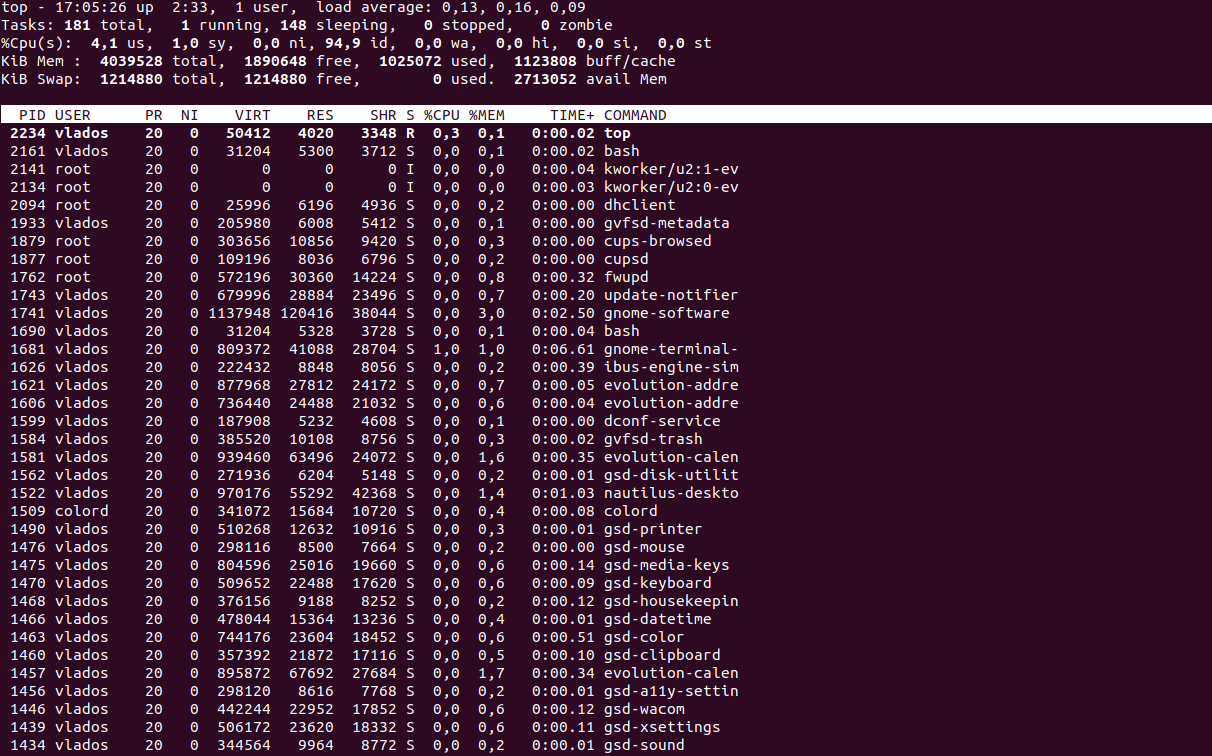 top - 17:05:26 up  2:33,  1 user,  load average: 0,13, 0,16, 0,09
Tasks: 181 total,   1 running, 148 sleeping,   0 stopped,   0 zombie
%Cpu(s):  4,1 us,  1,0 sy,  0,0 ni, 94,9 id,  0,0 wa,  0,0 hi,  0,0 si,  0,0 st
KiB Mem :  4039528 total,  1890648 free,  1025072 used,  1123808 buff/cache
KiB Swap:  1214880 total,  1214880 free,        0 used.  2713052 avail Mem
  PID USER      PR  NI    VIRT    RES    SHR S %CPU %MEM     TIME+ COMMAND
 2234 vlados    20   0   50412   4020   3348 R  0,3  0,1   0:00.02 top
 2161 vlados    20   0   31204   5300   3712 S  0,0  0,1   0:00.02 bash
 2141 root      20   0       0      0      0 I  0,0  0,0   0:00.04 kworker/u2:1-ev
 2134 root      20   0       0      0      0 I  0,0  0,0   0:00.03 kworker/u2:0-ev
 2094 root      20   0   25996   6196   4936 S  0,0  0,2   0:00.00 dhclient
 1933 vlados    20   0  205980   6008   5412 S  0,0  0,1   0:00.00 gvfsd-metadata
 1879 root      20   0  303656  10856   9420 S  0,0  0,3   0:00.00 cups-browsed
 1877 root      20   0  109196   8036   6796 S  0,0  0,2   0:00.00 cupsd
 1762 root      20   0  572196  30360  14224 S  0,0  0,8   0:00.32 fwupd
 1743 vlados    20   0  679996  28884  23496 S  0,0  0,7   0:00.20 update-notifier
 1741 vlados    20   0 1137948 120416  38044 S  0,0  3,0   0:02.50 gnome-software
 1690 vlados    20   0   31204   5328   3728 S  0,0  0,1   0:00.04 bash
 1681 vlados    20   0  809372  41088  28704 S  1,0  1,0   0:06.61 gnome-terminal-
 1626 vlados    20   0  222432   8848   8056 S  0,0  0,2   0:00.39 ibus-engine-sim
 1621 vlados    20   0  877968  27812  24172 S  0,0  0,7   0:00.05 evolution-addre
 1606 vlados    20   0  736440  24488  21032 S  0,0  0,6   0:00.04 evolution-addre
 1599 vlados    20   0  187908   5232   4608 S  0,0  0,1   0:00.00 dconf-service
 1584 vlados    20   0  385520  10108   8756 S  0,0  0,3   0:00.02 gvfsd-trash
 1581 vlados    20   0  939460  63496  24072 S  0,0  1,6   0:00.35 evolution-calen
 1562 vlados    20   0  271936   6204   5148 S  0,0  0,2   0:00.01 gsd-disk-utilit
 1522 vlados    20   0  970176  55292  42368 S  0,0  1,4   0:01.03 nautilus-deskto
 1509 colord    20   0  341072  15684  10720 S  0,0  0,4   0:00.08 colord
 1490 vlados    20   0  510268  12632  10916 S  0,0  0,3   0:00.01 gsd-printer
 1476 vlados    20   0  298116   8500   7664 S  0,0  0,2   0:00.00 gsd-mouse
 1475 vlados    20   0  804596  25016  19660 S  0,0  0,6   0:00.14 gsd-media-keys
 1470 vlados    20   0  509652  22488  17620 S  0,0  0,6   0:00.09 gsd-keyboard
 1468 vlados    20   0  376156   9188   8252 S  0,0  0,2   0:00.12 gsd-housekeepin
 1466 vlados    20   0  478044  15364  13236 S  0,0  0,4   0:00.01 gsd-datetime
 1463 vlados    20   0  744176  23604  18452 S  0,0  0,6   0:00.51 gsd-color
 1460 vlados    20   0  357392  21872  17116 S  0,0  0,5   0:00.10 gsd-clipboard
 1457 vlados    20   0  895872  67692  27684 S  0,0  1,7   0:00.34 evolution-calen
 1456 vlados    20   0  298120   8616   7768 S  0,0  0,2   0:00.01 gsd-a11y-settin
 1446 vlados    20   0  442244  22952  17852 S  0,0  0,6   0:00.12 gsd-wacom
 1439 vlados    20   0  506172  23620  18332 S  0,0  0,6   0:00.11 gsd-xsettings
 1434 vlados    20   0  344564   9964   8772 S  0,0  0,2   0:00.01 gsd-sound